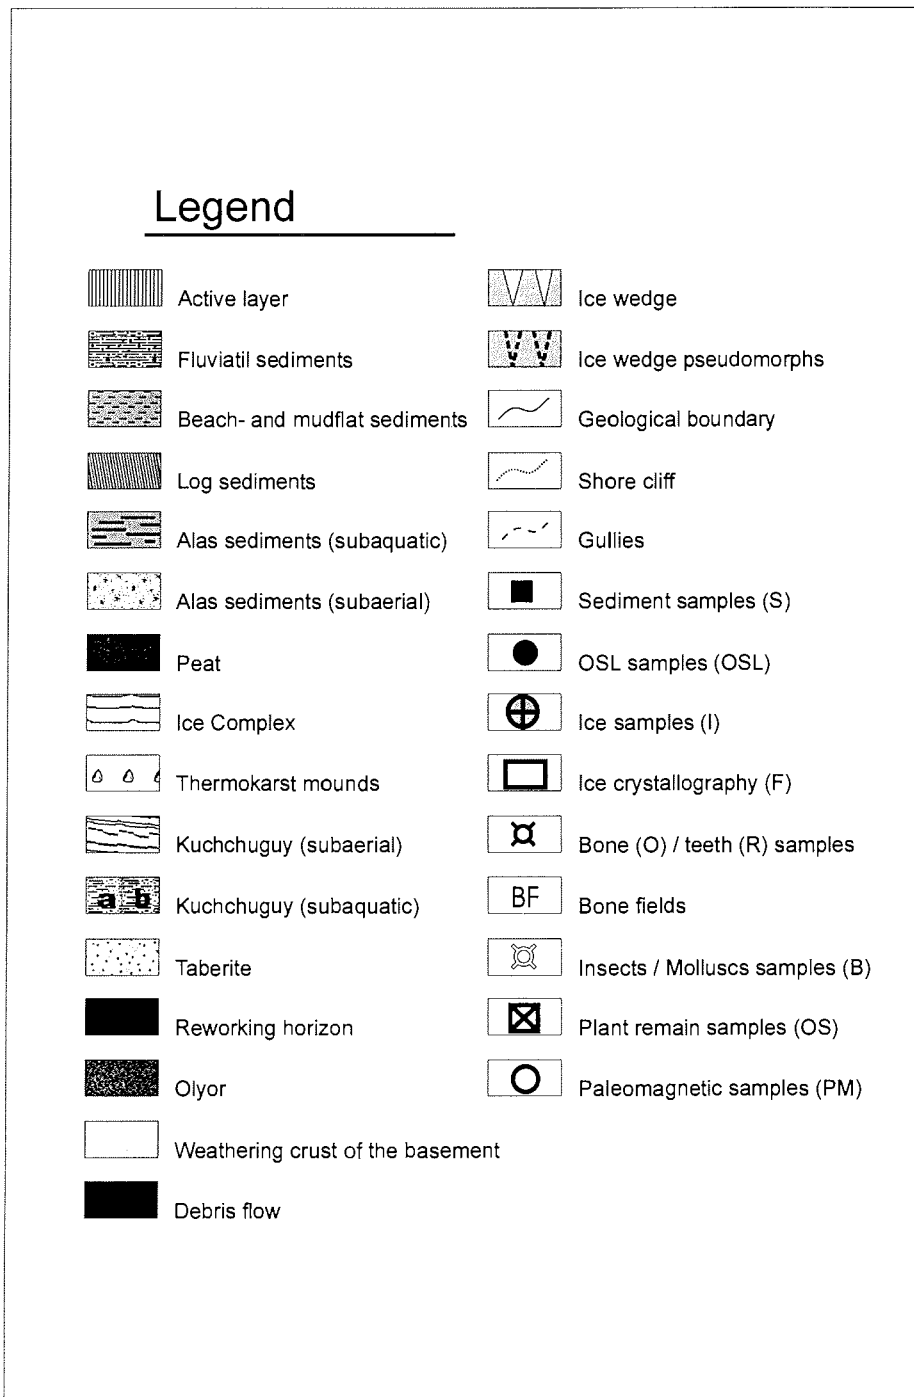 Legend
Active layer
Fluviatil sediments
Beach- and mudflat sediments
Log sediments
Alas sediments (subaquatic)
Alas sediments (subaerial)
Peat
Ice Complex
Thermokarst mounds
Kuchchuguy (subaerial)
a b
Kuchchuguy (subaquatic)
Taberite
Reworking horizon
Olyor
Weathering crust of the basement
Debris flow
Ice wedge
Ice wedge pseudomorphs
Geological boundary
Shore cliff
Gullies
Sediment samples (S)
OSL samples (OSL)
Ice samples (I)
Ice crystallography (F)
Bone (O) / teeth (R) samples
BF
Bone fields
Insects / Molluscs samples (B)
Plant remain samples (OS)
Paleomagnetic samples (PM)